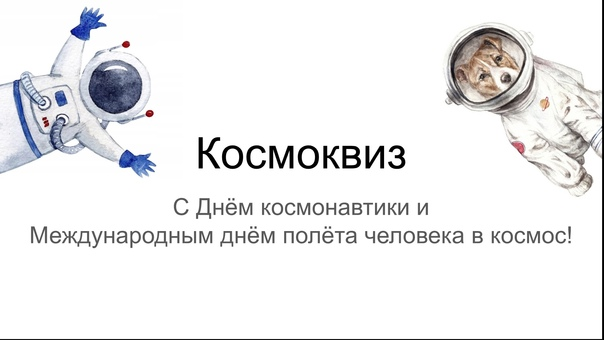 Космоквиз
С Днём космонавтики и
Международным днём полёта человека в космос!